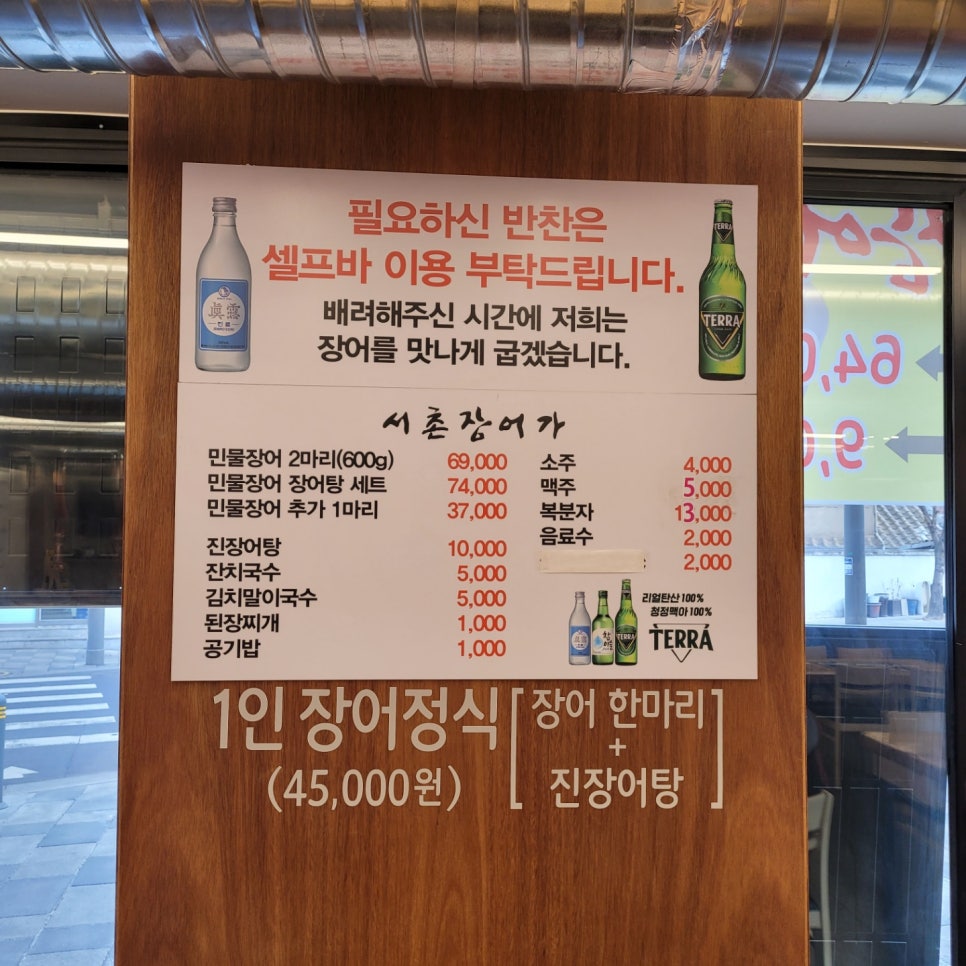 필요하신 반찬은
셀프바 이용 부탁드립니다.
배려해주신 시간에 저희는
장어를 맛나게 굽겠습니다.
眞露
TERRA
TERRA
서촌장어가
민물장어 2마리(600g) 69,000
민물장어 장어탕 세트 74,000
민물장어 추가 1마리 37,000
진장어탕 10,000
잔치국수 5,000
김치말이국수 5,000
된장찌개 1,000
공기밥 1,000
소주 4,000
맥주 5,000
복분자 13,000
음료수 2,000
2,000
리얼탄산 100%
청정맥아 100%
TERRA
TERRA
1인 장어정식 [장어 한마리 + 진장어탕]
(45,000원)
64,0
9,0